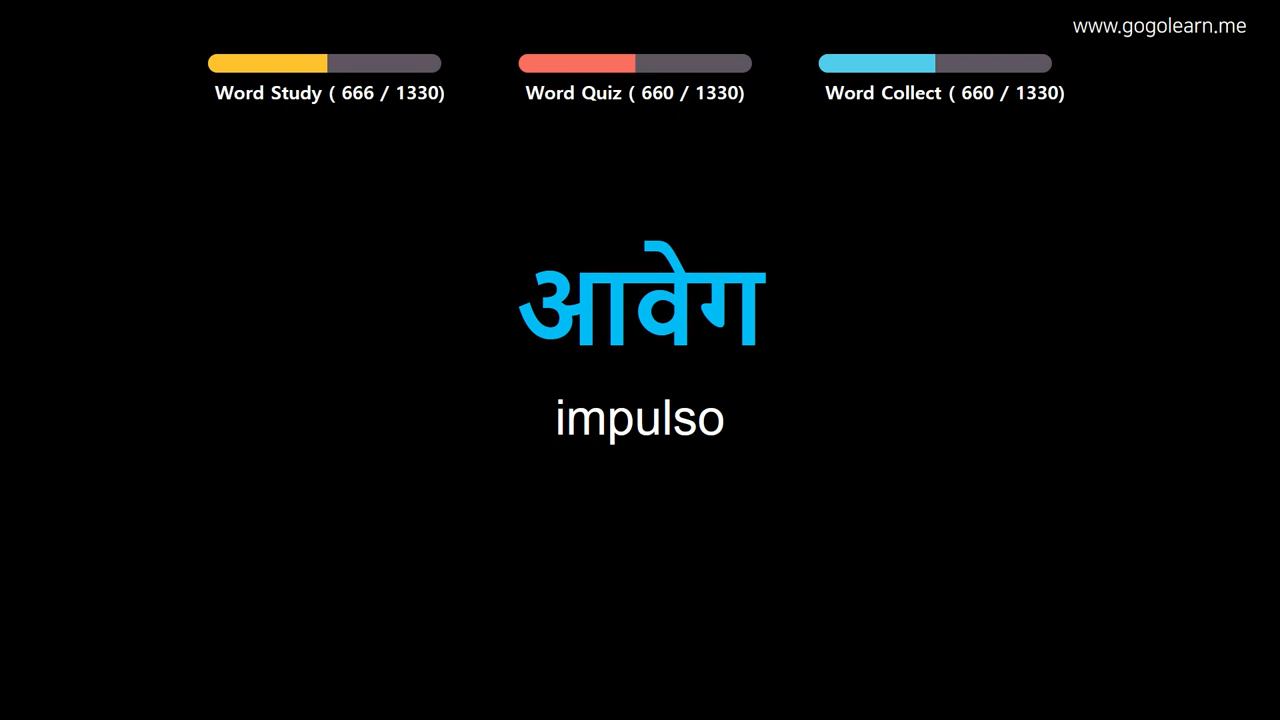 www.gogolearn.me
Word Study ( 666 / 1330)
Word Quiz ( 660 / 1330)
Word Collect ( 660 / 1330)
आवेग
impulso